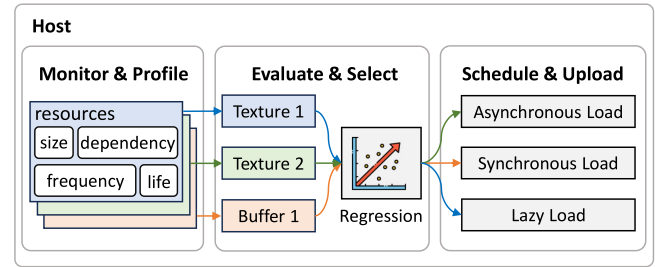 Host
Monitor & Profile
resources
size
dependency
frequency
life
Evaluate & Select
Texture 1
Texture 2
Buffer 1
Regression
Schedule & Upload
Asynchronous Load
Synchronous Load
Lazy Load